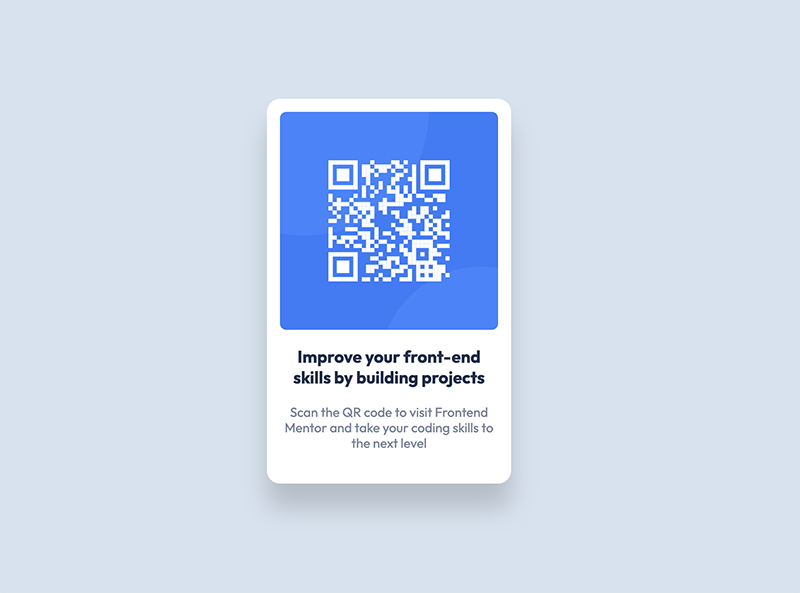 Improve your front-end
skills by building projects
Scan the QR code to visit Frontend
Mentor and take your coding skills to
the next level